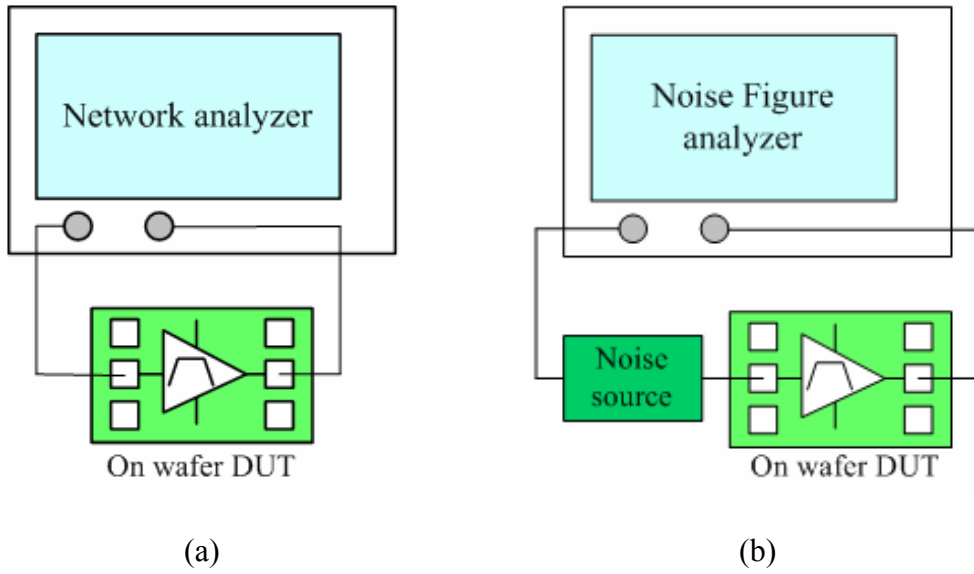 Network analyzer
On wafer DUT
(a)
Noise Figure
analyzer
Noise
source
On wafer DUT
(b)